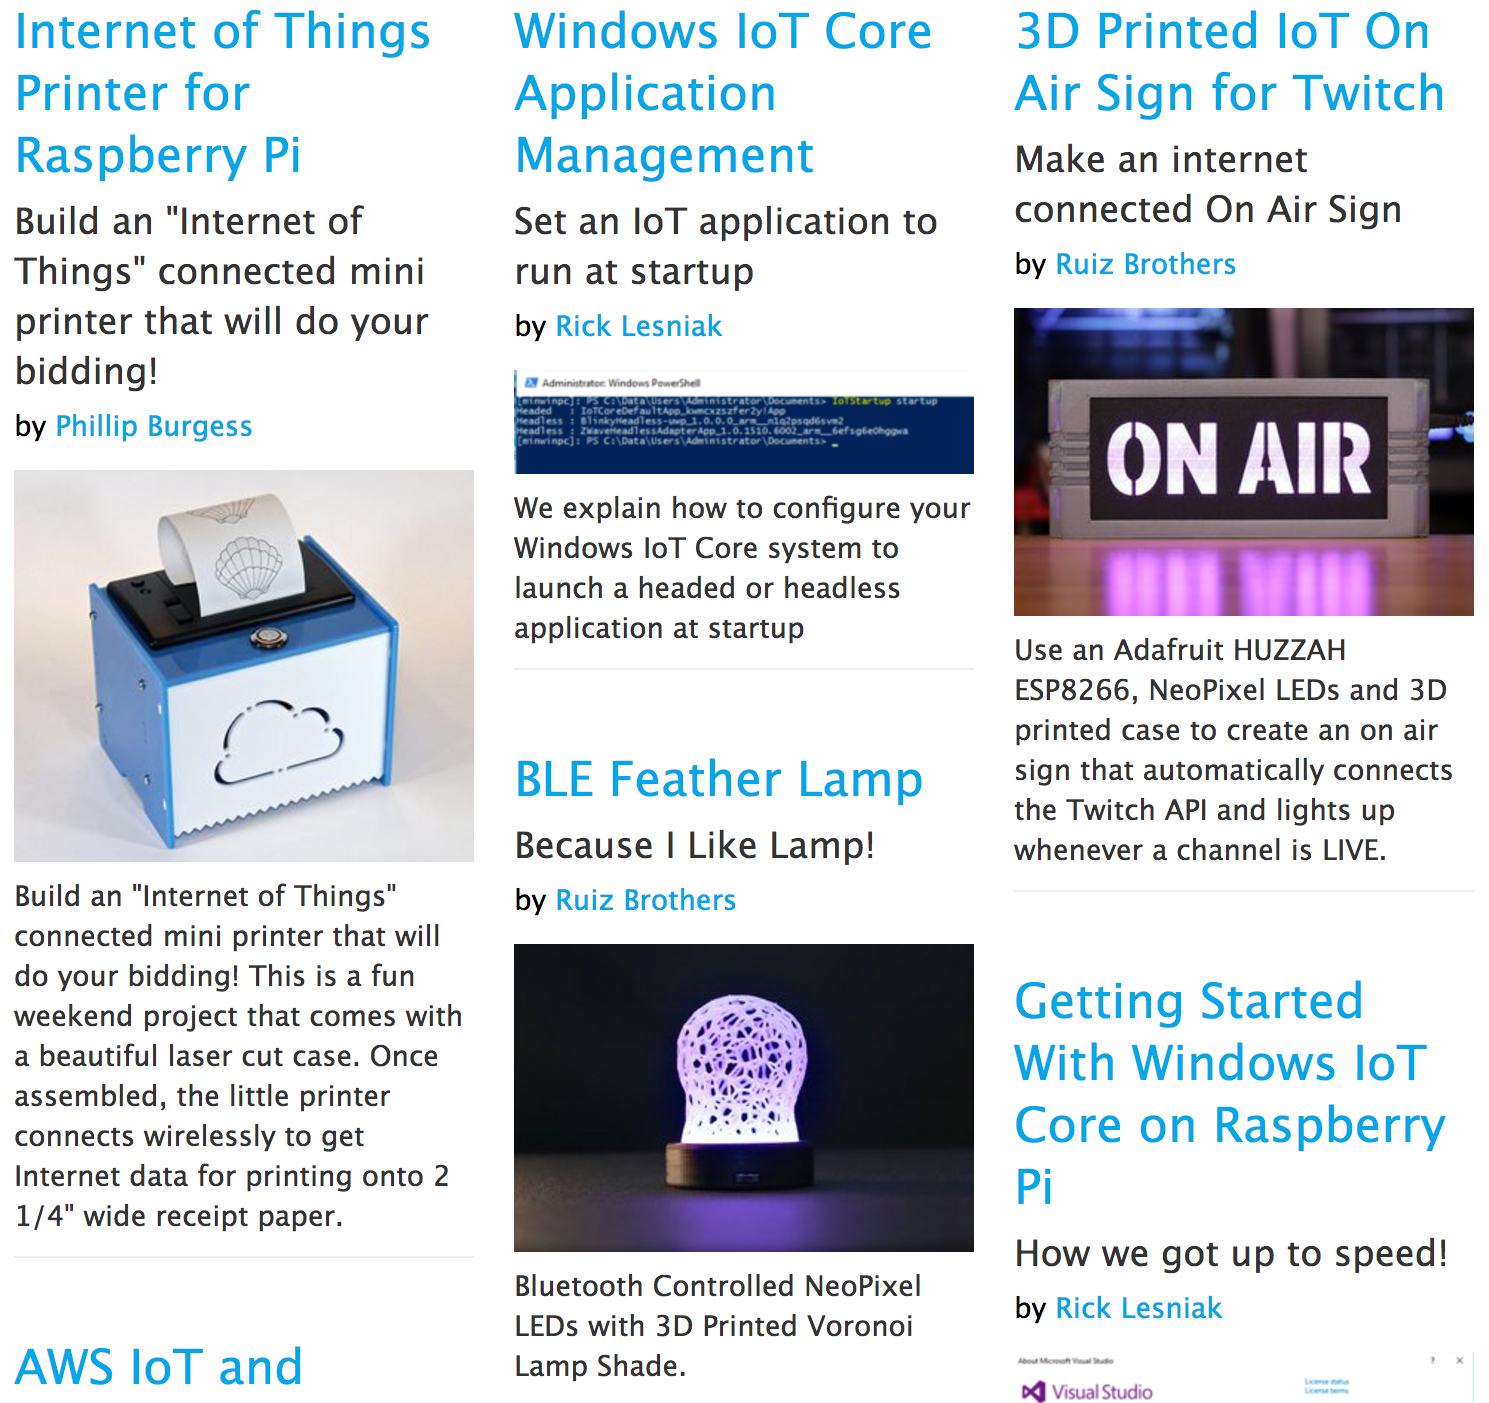 Internet of Things
Printer for
Raspberry Pi
Build an "Internet of
Things" connected mini
printer that will do your
bidding!
by Phillip Burgess
Build an "Internet of Things"
connected mini printer that will
do your bidding! This is a fun
weekend project that comes with
a beautiful laser cut case. Once
assembled, the little printer
connects wirelessly to get
Internet data for printing onto 2
1/4" wide receipt paper.
AWS IoT and
Windows IoT Core
Application
Management
Set an IoT application to
run at startup
by Rick Lesniak
Administrator: Windows PowerShell
[minwinpc]: PS C:\Data\Users\Administrator\Documents> IoTStartup startup
Headed : IoTCoreDefaultApp_kwmcxzszfer2y!App
Headless : BlinkyHeadless-uwp_1.0.0.0_arm__n1q2psqd6svm2
Headless : ZWaveHeadlessAdapterApp_1.0.1510.6002_arm__6efsg6e0hggwa
[minwinpc]: PS C:\Data\Users\Administrator\Documents> _
We explain how to configure your
Windows IoT Core system to
launch a headed or headless
application at startup
BLE Feather Lamp
Because I Like Lamp!
by Ruiz Brothers
Bluetooth Controlled NeoPixel
LEDs with 3D Printed Voronoi
Lamp Shade.
3D Printed IoT On
Air Sign for Twitch
Make an internet
connected On Air Sign
by Ruiz Brothers
ON AIR
Use an Adafruit HUZZAH
ESP8266, NeoPixel LEDs and 3D
printed case to create an on air
sign that automatically connects
the Twitch API and lights up
whenever a channel is LIVE.
Getting Started
With Windows IoT
Core on Raspberry
Pi
How we got up to speed!
by Rick Lesniak
About Microsoft Visual Studio ? X
Visual Studio
License status
License terms